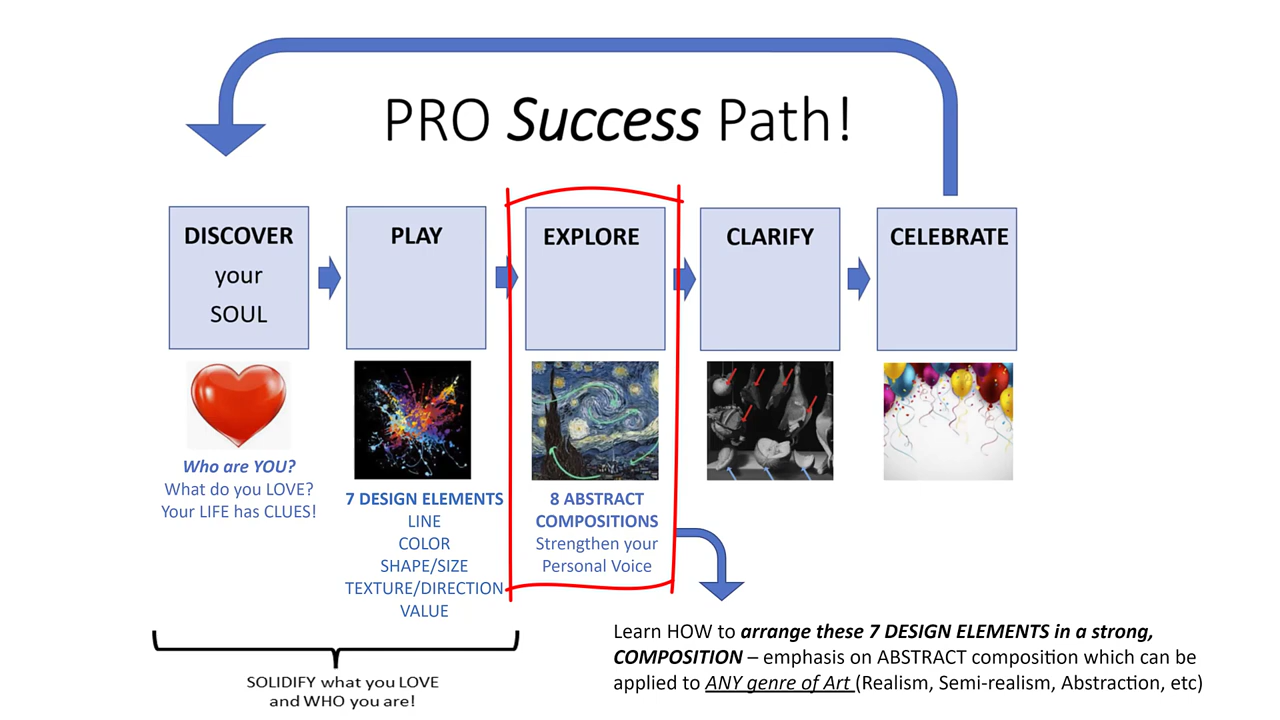 PRO Success Path!
DISCOVER
your
SOUL
PLAY
EXPLORE
CLARIFY
CELEBRATE
Who are YOU?
What do you LOVE?
Your LIFE has CLUES!
7 DESIGN ELEMENTS
LINE
COLOR
SHAPE/SIZE
TEXTURE/DIRECTION
VALUE
8 ABSTRACT
COMPOSITIONS
Strengthen your
Personal Voice
SOLIDIFY what you LOVE
and WHO you are!
Learn HOW to arrange these 7 DESIGN ELEMENTS in a strong,
COMPOSITION – emphasis on ABSTRACT composition which can be
applied to ANY genre of Art (Realism, Semi-realism, Abstraction, etc)